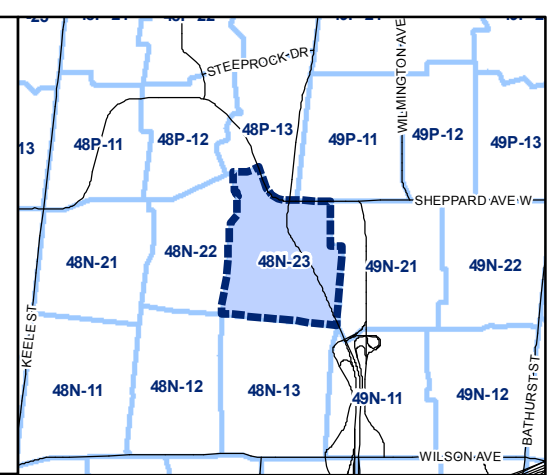 STEEPROCK-DR
WILMINGTON-AVE
13
48P-11
48P-12
48P-13
49P-11
49P-12
49P-13
SHEPPARD AVE W
48N-21
48N-22
48N-23
49N-21
49N-22
KEELE ST
48N-11
48N-12
48N-13
49N-11
49N-12
BATHURST-ST
WILSON AVE